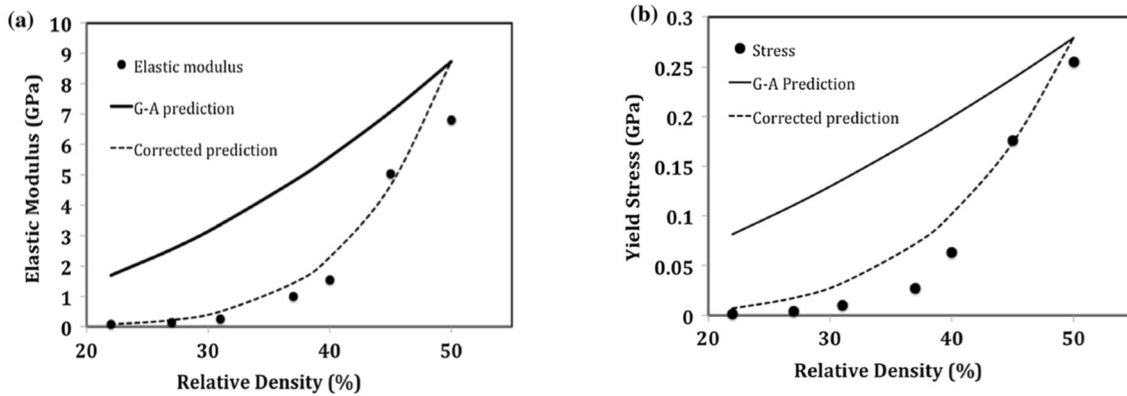 (a)
10
9
8
7
6
5
4
3
2
1
0
Elastic Modulus (GPa)
Elastic modulus
G-A prediction
Corrected prediction
20 30 40 50
Relative Density (%)
(b)
0.3
0.25
0.2
0.15
0.1
0.05
0
Yield Stress (GPa)
Stress
G-A Prediction
Corrected prediction
20 30 40 50
Relative Density (%)